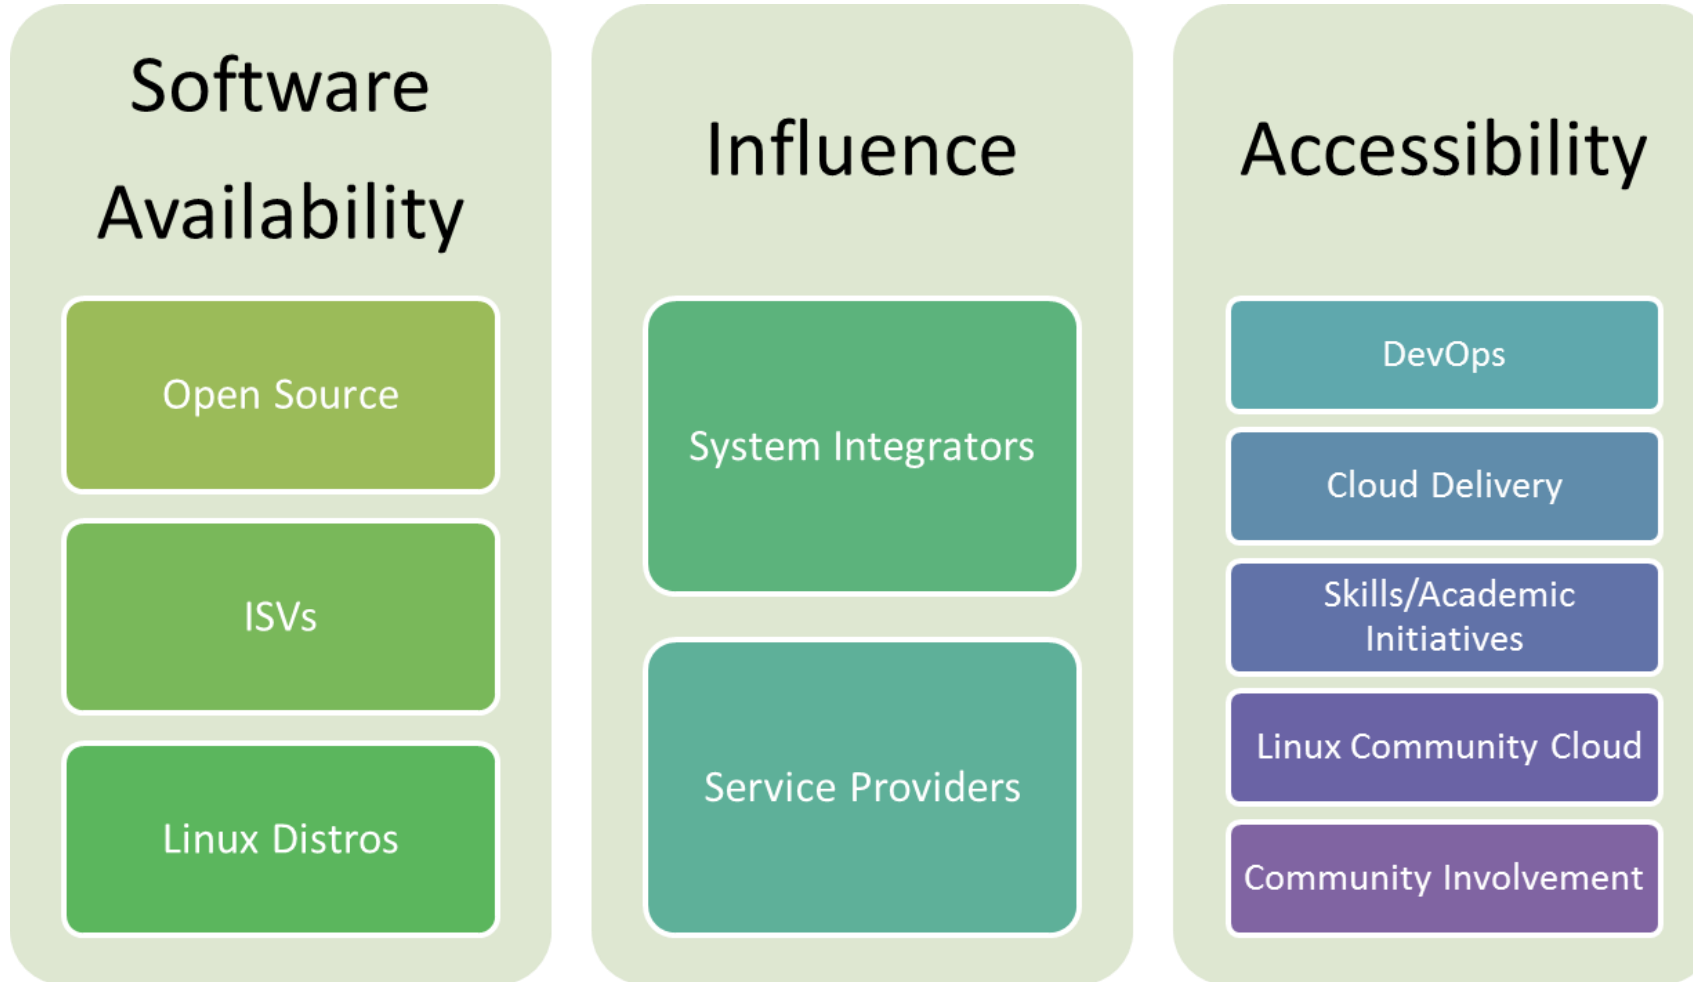 Software
Availability
Open Source
ISVs
Linux Distros
Influence
System Integrators
Service Providers
Accessibility
DevOps
Cloud Delivery
Skills/Academic
Initiatives
Linux Community Cloud
Community Involvement